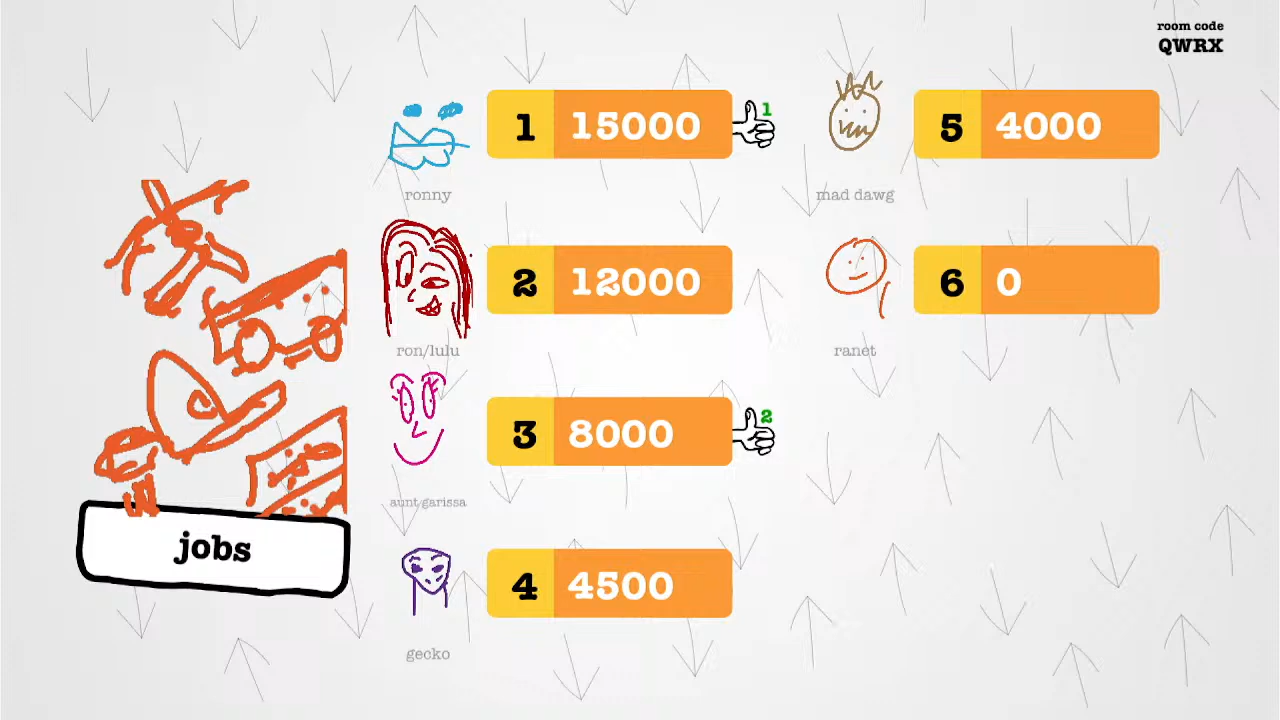 room code
QWRX
1 15000 1
ronny
2 12000
ron/lulu
3 8000 2
aunt garissa
4 4500
gecko
5 4000
mad dawg
6 0
ranet
jobs